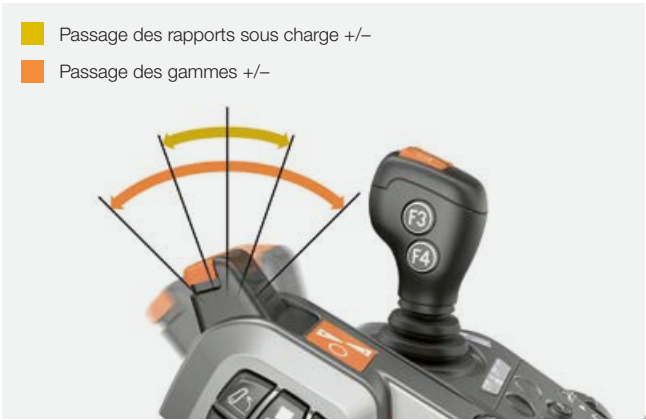 Passage des rapports sous charge +/–
Passage des gammes +/–
F3
F4